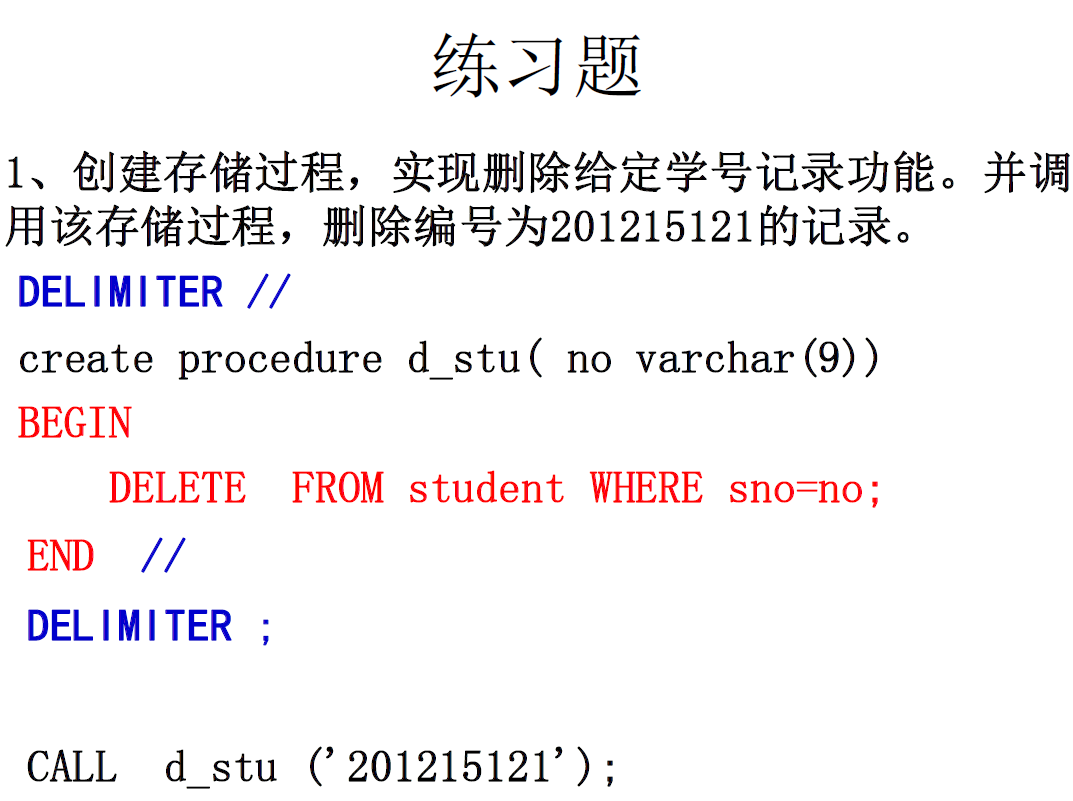 练习题
1、创建存储过程，实现删除给定学号记录功能。并调
用该存储过程，删除编号为201215121的记录。
DELIMITER //
create procedure d_stu( no varchar(9))
BEGIN
DELETE FROM student WHERE sno=no;
END //
DELIMITER ;
CALL d_stu ('201215121');